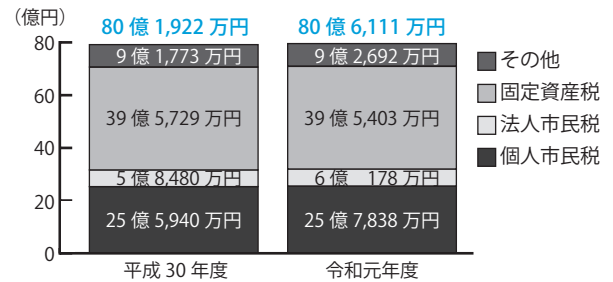 （億円）
80 億 1,922 万円
80 億 6,111 万円
80
60
40
20
0
9 億 1,773 万円
39 億 5,729 万円
5 億 8,480 万円
25 億 5,940 万円
9 億 2,692 万円
39 億 5,403 万円
6 億　178 万円
25 億 7,838 万円
平成 30 年度
令和元年度
その他
固定資産税
法人市民税
個人市民税